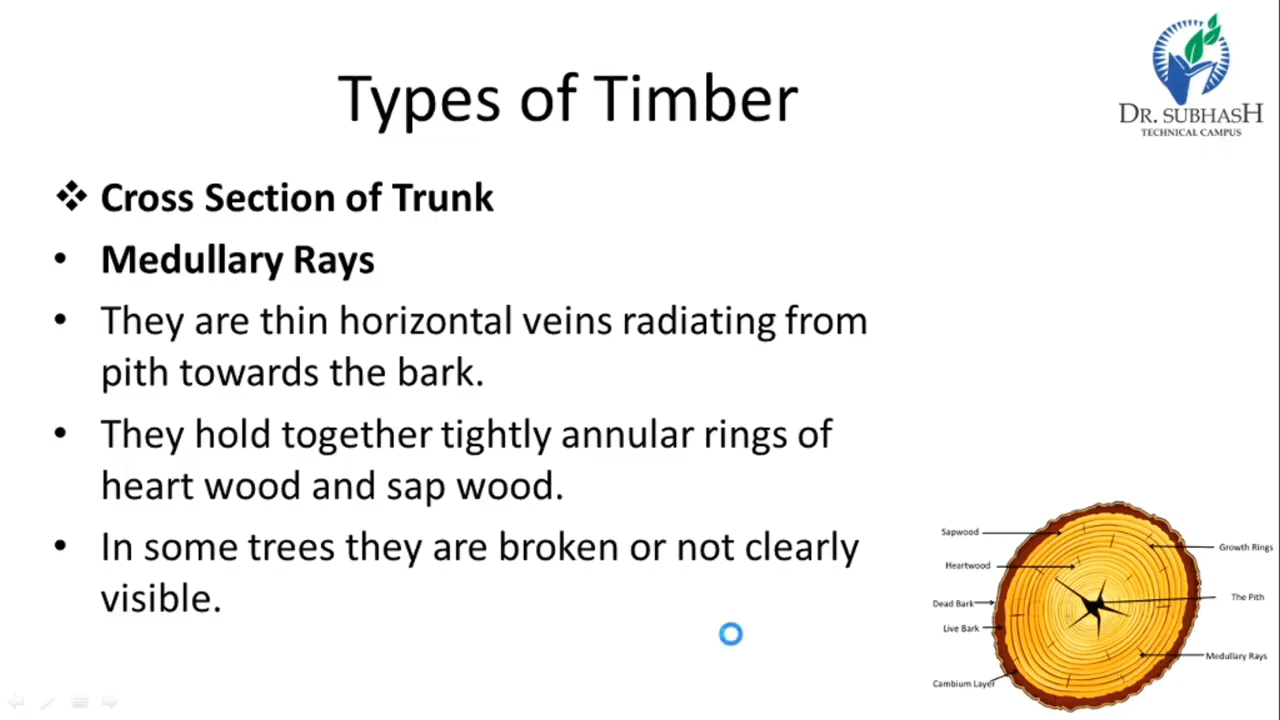 Types of Timber
DR. SUBHASH
TECHNICAL CAMPUS
❖ Cross Section of Trunk
• Medullary Rays
• They are thin horizontal veins radiating from
pith towards the bark.
• They hold together tightly annular rings of
heart wood and sap wood.
• In some trees they are broken or not clearly
visible.
Sapwood
Growth Rings
Heartwood
The Pith
Dead Bark
Live Bark
Medullary Rays
Cambium Layer